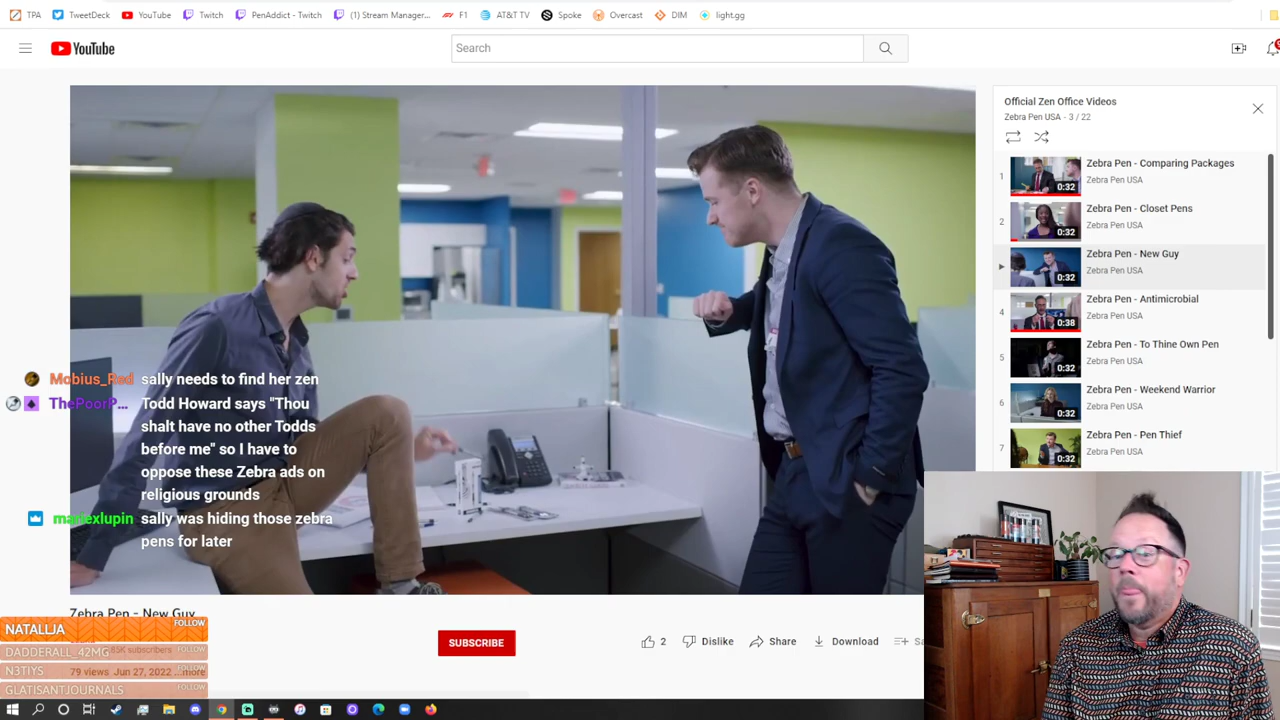 TPA TweetDeck YouTube Twitch PenAddict - Twitch (1) Stream Manager... F1 AT&T TV Spoke Overcast DIM light.gg
YouTube Search
Official Zen Office Videos
Zebra Pen USA - 3 / 22
1 Zebra Pen - Comparing Packages
Zebra Pen USA
0:32
2 Zebra Pen - Closet Pens
Zebra Pen USA
0:32
Zebra Pen - New Guy
Zebra Pen USA
0:32
4 Zebra Pen - Antimicrobial
Zebra Pen USA
0:38
5 Zebra Pen - To Thine Own Pen
Zebra Pen USA
0:32
6 Zebra Pen - Weekend Warrior
Zebra Pen USA
0:32
7 Zebra Pen - Pen Thief
Zebra Pen USA
0:32
Mobius_Red sally needs to find her zen
ThePoorP... Todd Howard says "Thou
shalt have no other Todds
before me" so I have to
oppose these Zebra ads on
religious grounds
mariexlupin sally was hiding those zebra
pens for later
Zebra Pen - New Guy
NATALLJA FOLLOW
DADDERALL_42MG 85K subscribers FOLLOW
N3TIYS 79 views Jun 27, 2022 ...more FOLLOW
GLATISANTJOURNALS FOLLOW
SUBSCRIBE
2 Dislike Share Download